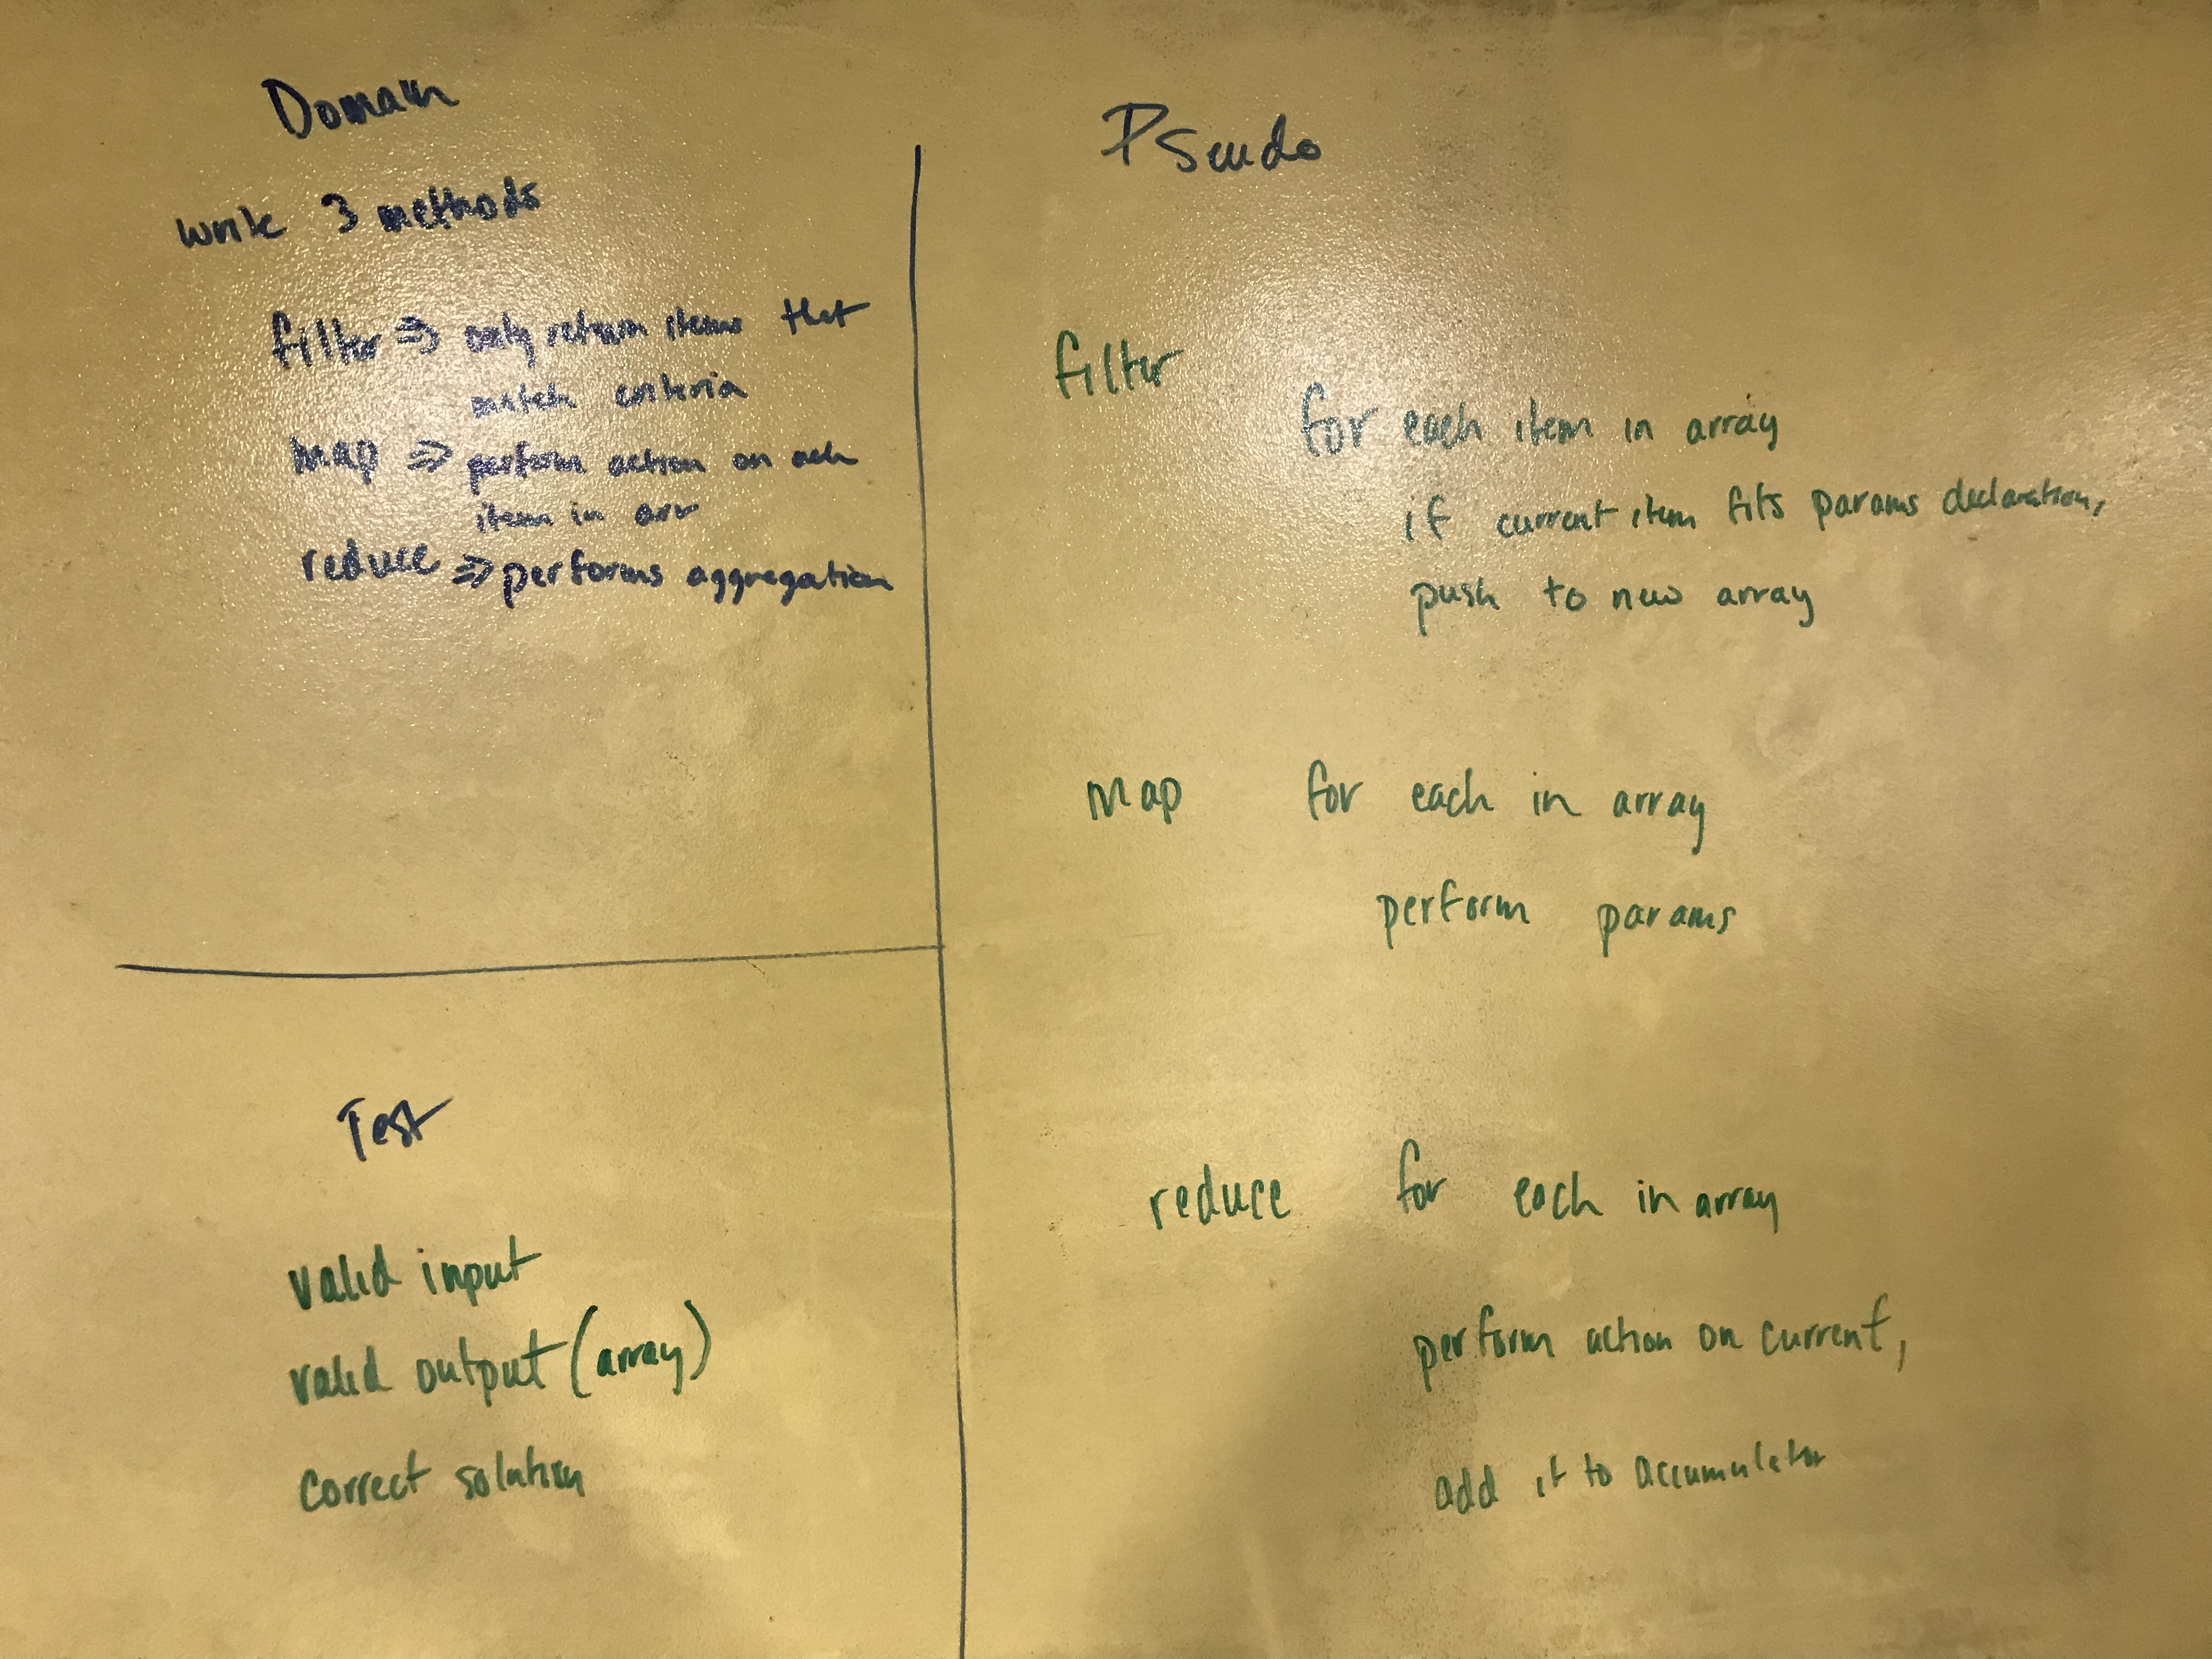 Domain
write 3 methods
filter => only return items that
match criteria
map => perform action on each
item in arr
reduce => performs aggregation
Test
valid input
valid output (array)
correct solution
Pseudo
filter
for each item in array
if current item fits params declaration,
push to new array
map for each in array
perform params
reduce for each in array
perform action on current,
add it to accumulator